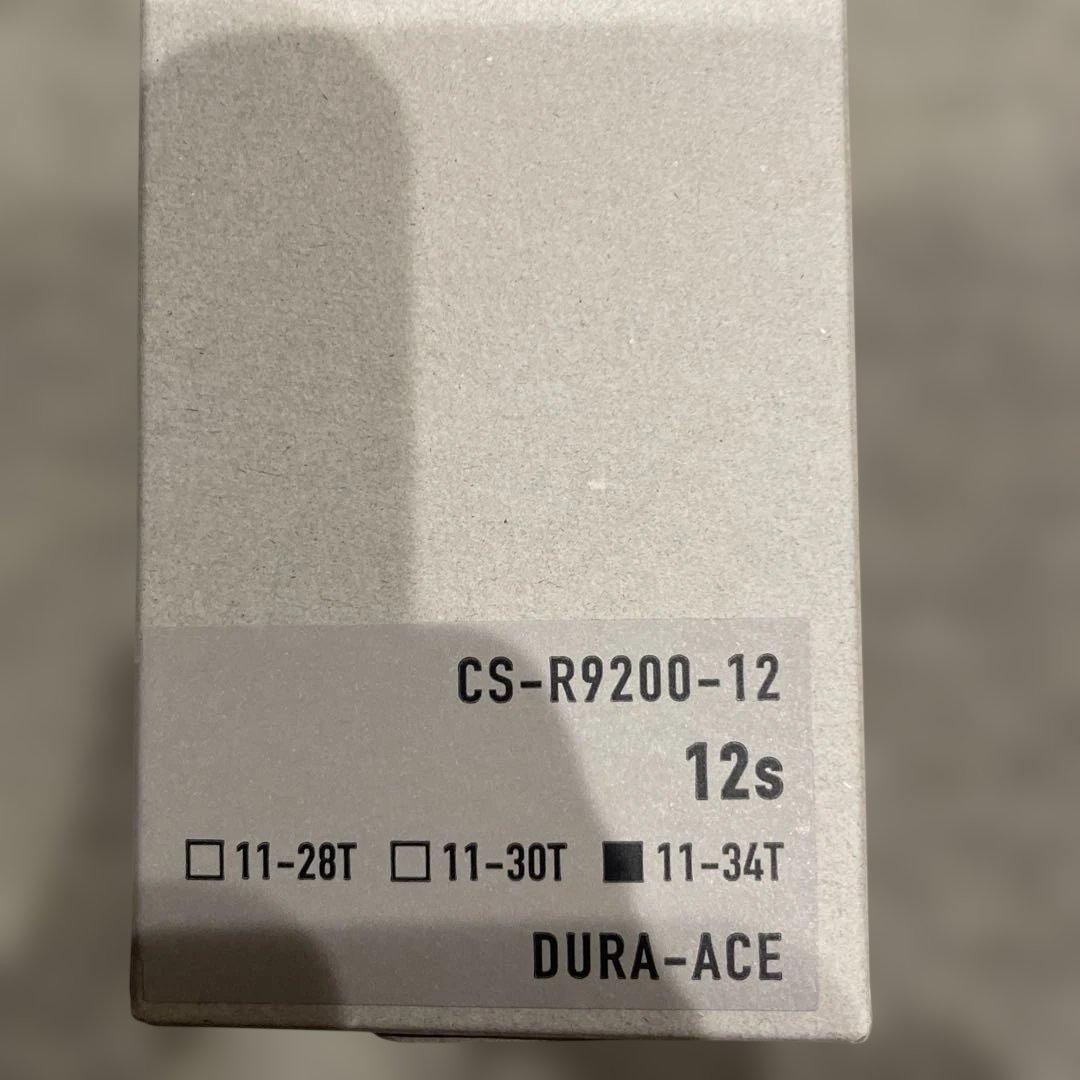 CS-R9200-12
12s
□11-28T □11-30T ■11-34T
DURA-ACE